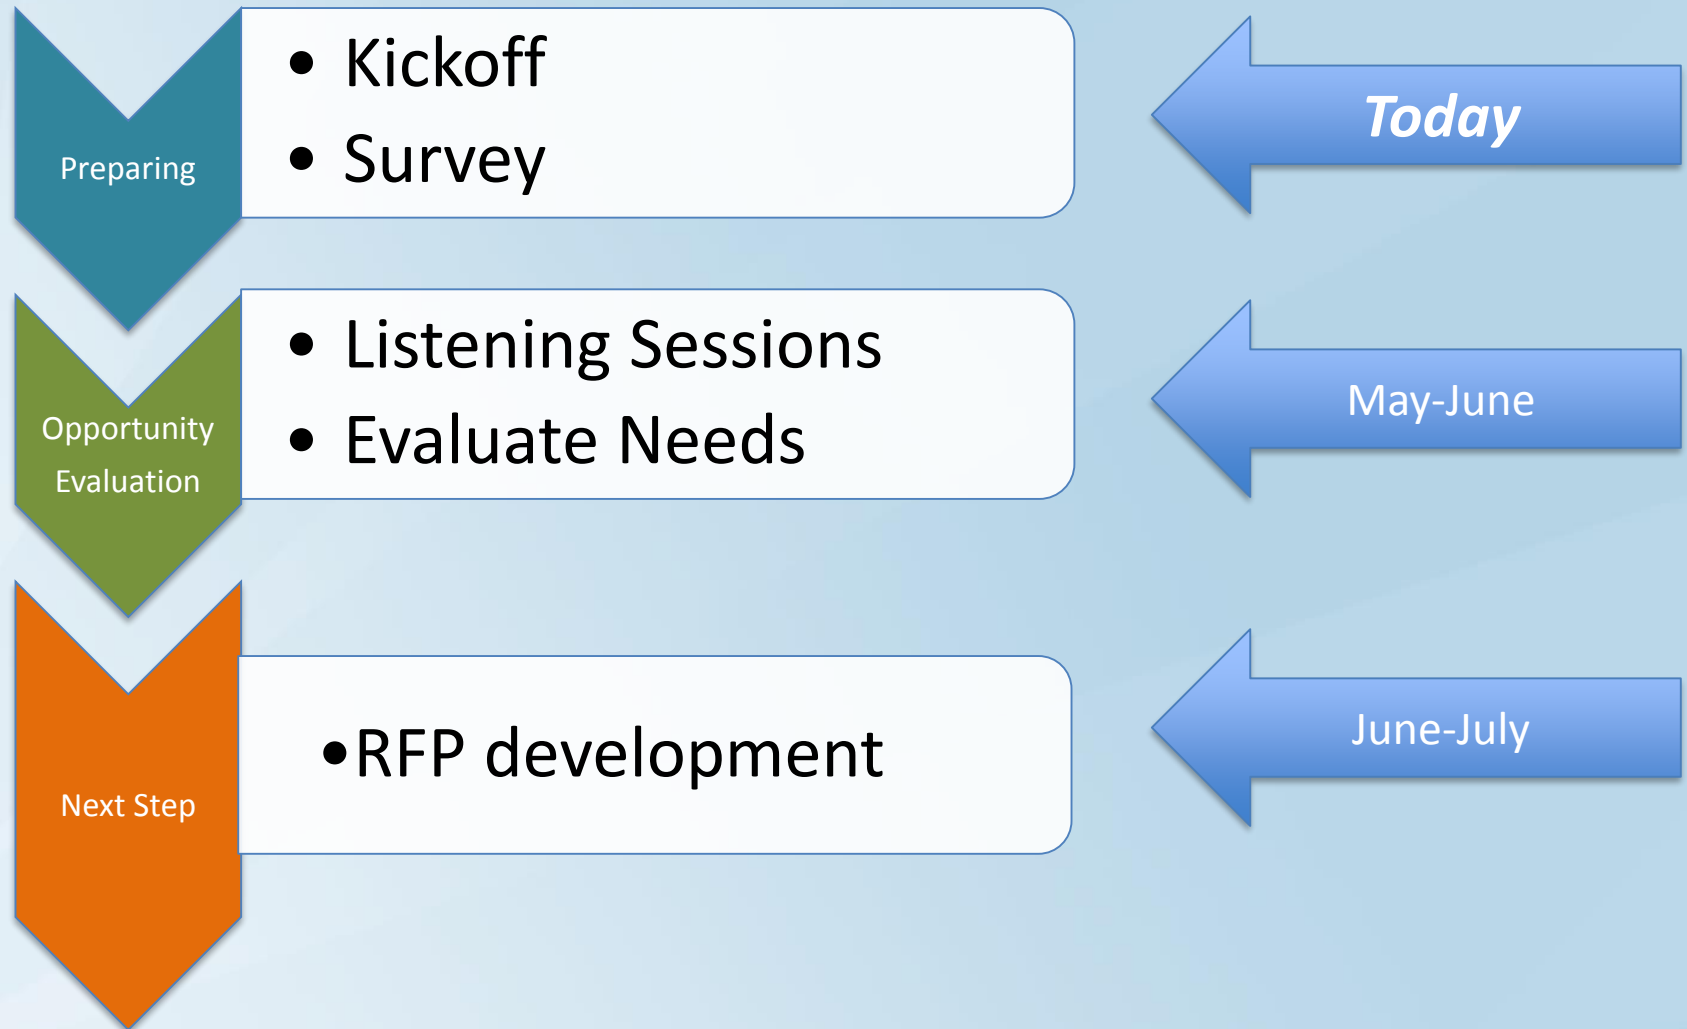 Preparing
• Kickoff
• Survey
Today
Opportunity
Evaluation
• Listening Sessions
• Evaluate Needs
May-June
Next Step
•RFP development
June-July